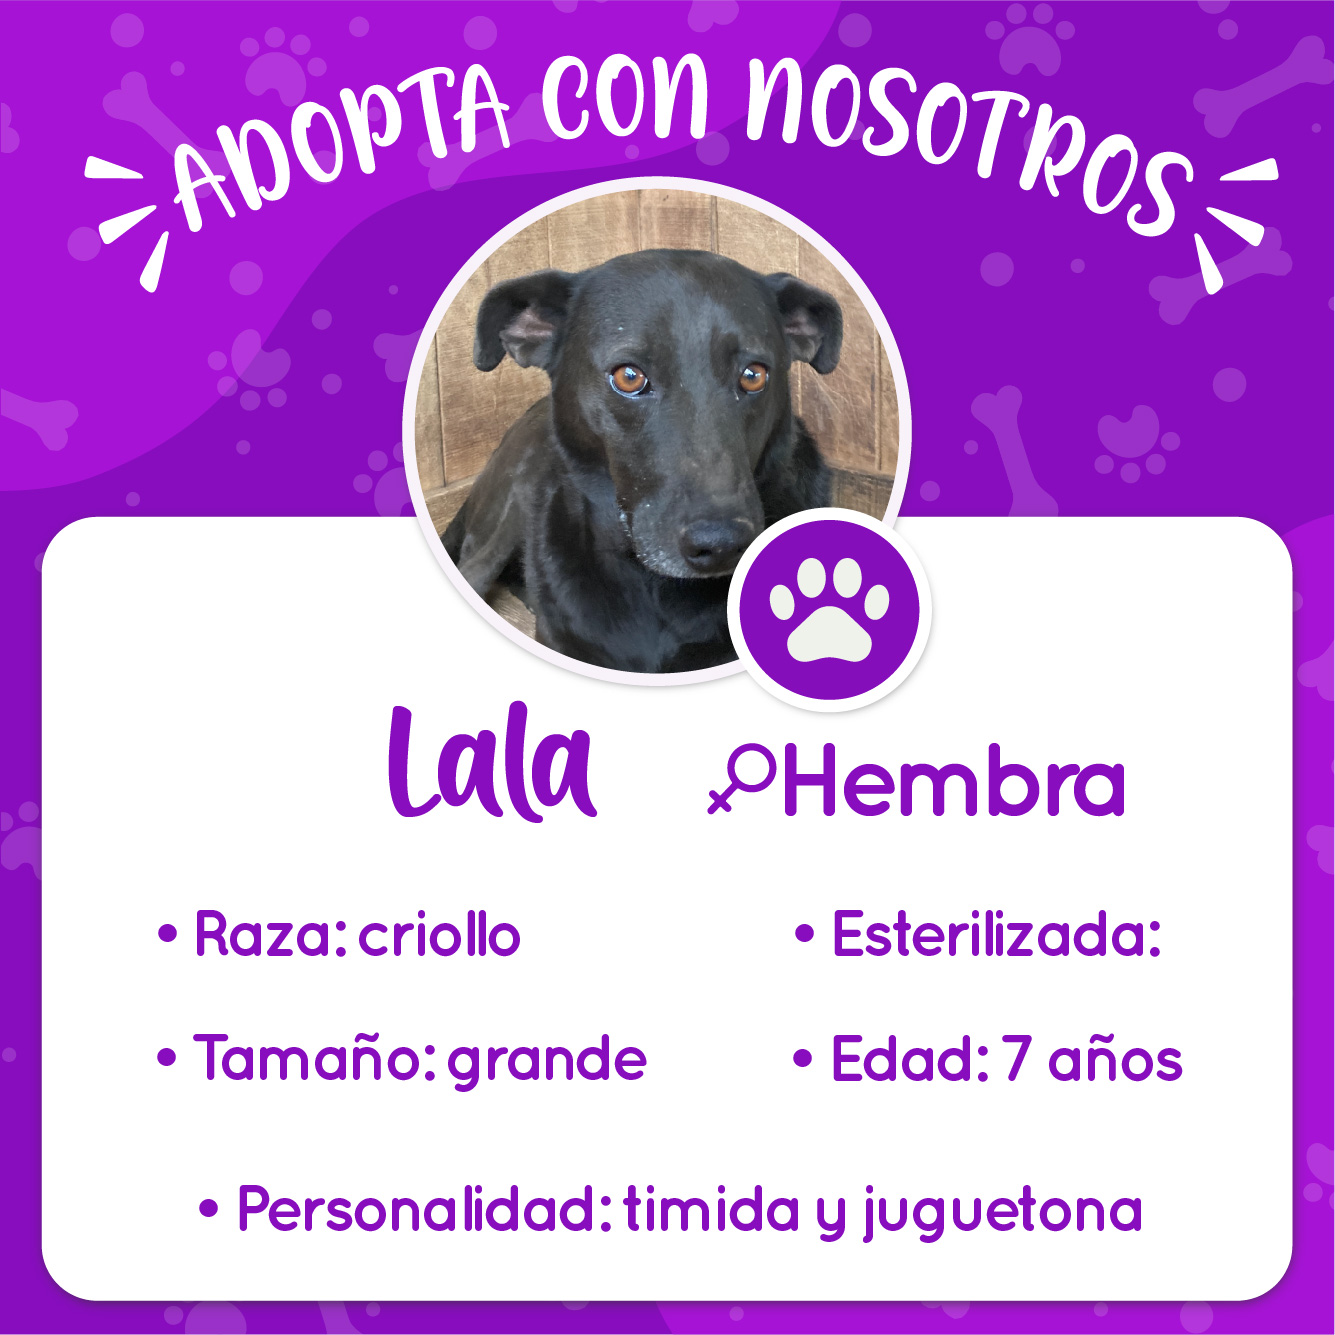 ADOPTA CON NOSOTROS
Lala
Hembra
• Raza: criollo
• Esterilizada:
• Tamaño: grande
• Edad: 7 años
• Personalidad: timida y juguetona